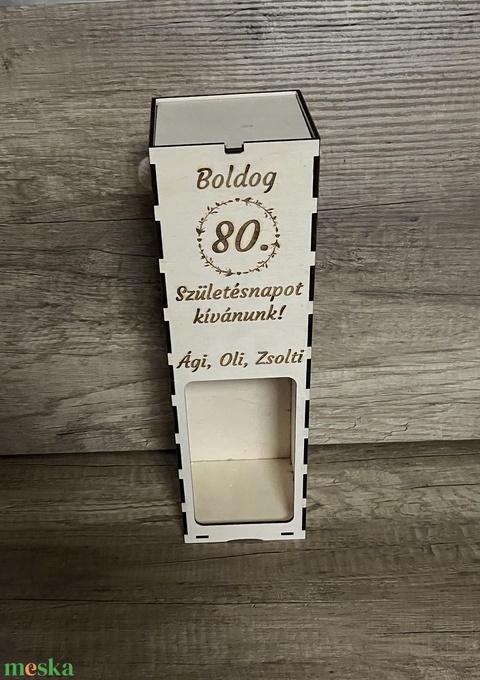 Boldog
80.
Születésnapot
kívánunk!
Ági, Oli, Zsolti
meska